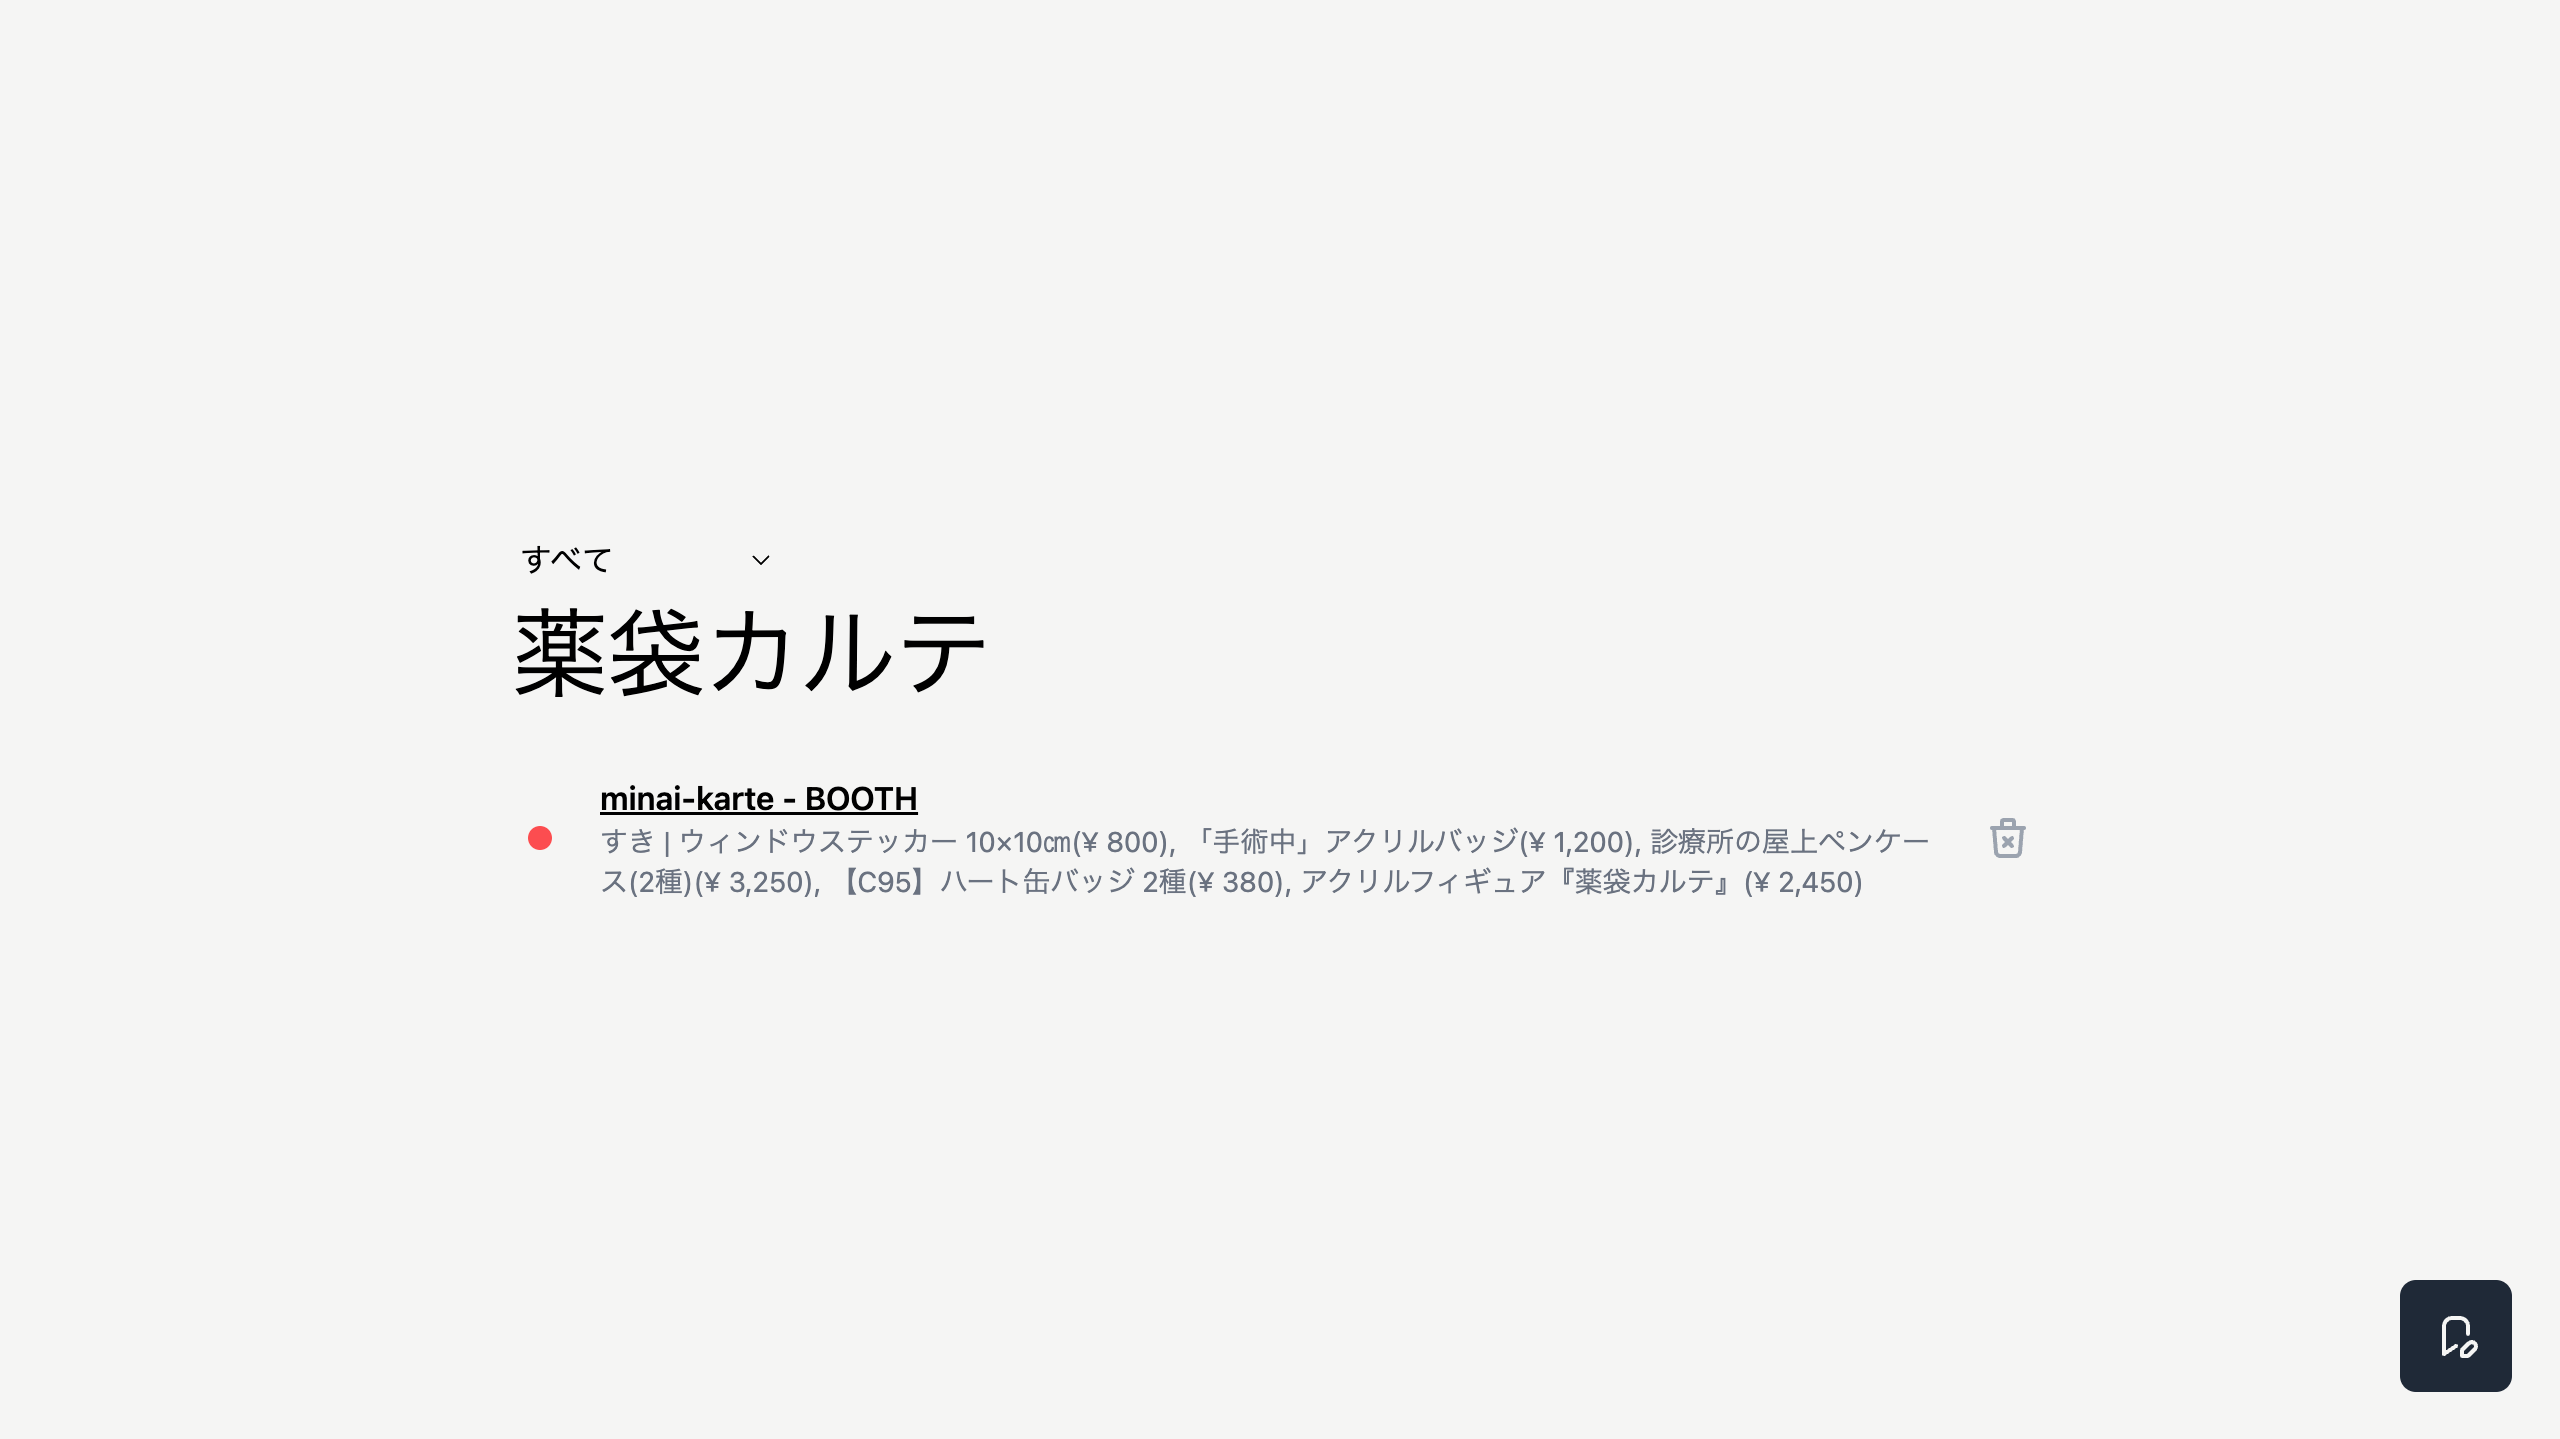 すべて
薬袋カルテ
minai-karte - BOOTH
すき | ウィンドウステッカー 10×10㎝(¥ 800), 「手術中」アクリルバッジ(¥ 1,200), 診療所の屋上ペンケー
ス(2種)(¥ 3,250), 【C95】ハート缶バッジ 2種(¥ 380), アクリルフィギュア『薬袋カルテ』(¥ 2,450)